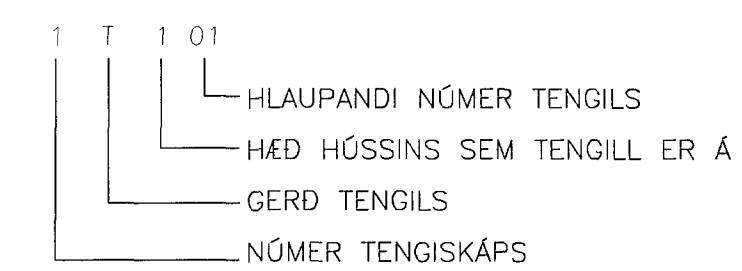 1 T 1 01
HLAUPANDI NÚMER TENGILS
HÆÐ HÚSSINS SEM TENGILL ER Á
GERÐ TENGILS
NÚMER TENGISKÁPS